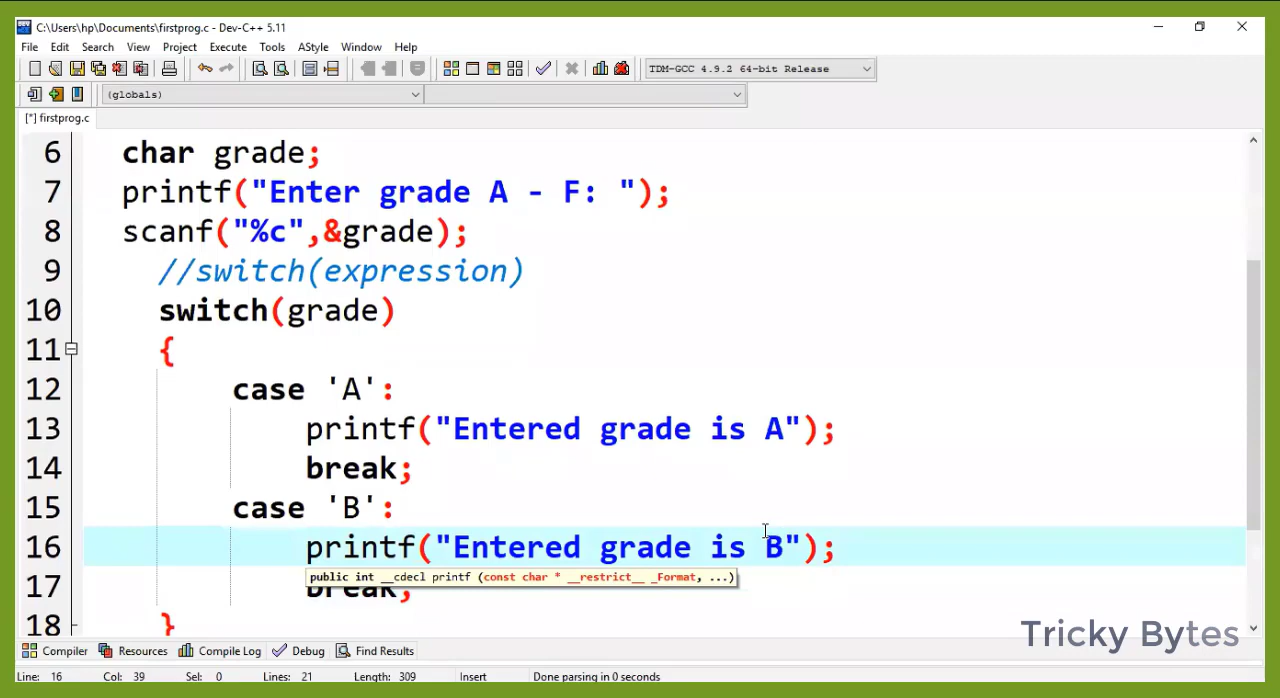 C:\Users\hp\Documents\firstprog.c - Dev-C++ 5.11
File Edit Search View Project Execute Tools AStyle Window Help
TDM-GCC 4.9.2 64-bit Release
(globals)
[*] firstprog.c
6 char grade;
7 printf("Enter grade A - F: ");
8 scanf("%c",&grade);
9 //switch(expression)
10 switch(grade)
11 {
12 case 'A':
13 printf("Entered grade is A");
14 break;
15 case 'B':
16 printf("Entered grade is B");
public int __cdecl printf (const char * __restrict__ _Format, ...)
17 break;
18 }
Tricky Bytes
Compiler Resources Compile Log Debug Find Results
Line: 16 Col: 39 Sel: 0 Lines: 21 Length: 309 Insert Done parsing in 0 seconds